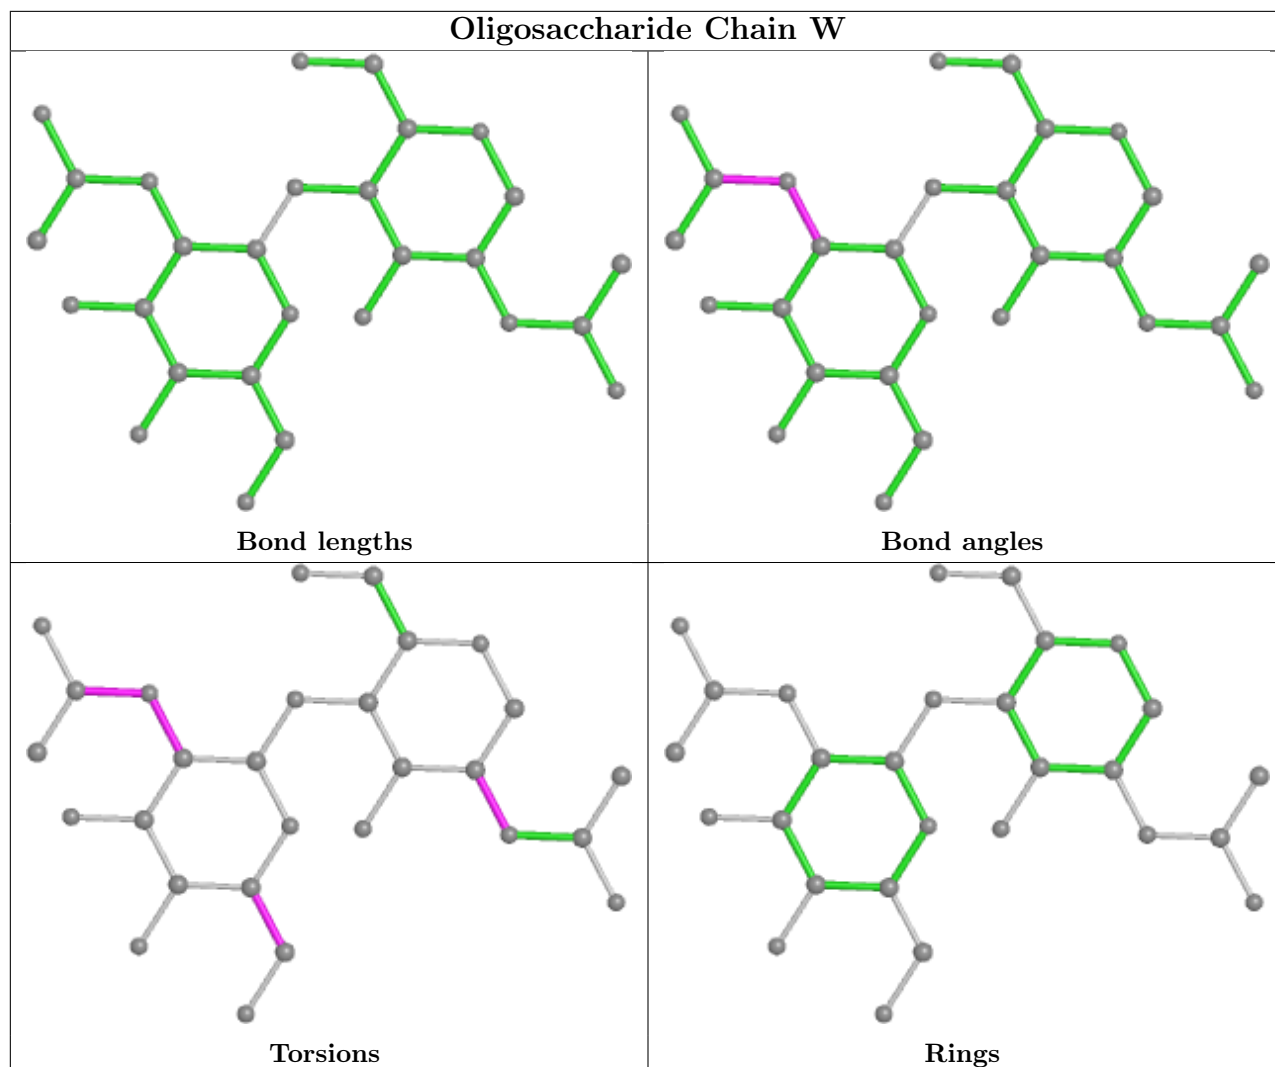 Oligosaccharide Chain W
Bond lengths
Bond angles
Torsions
Rings